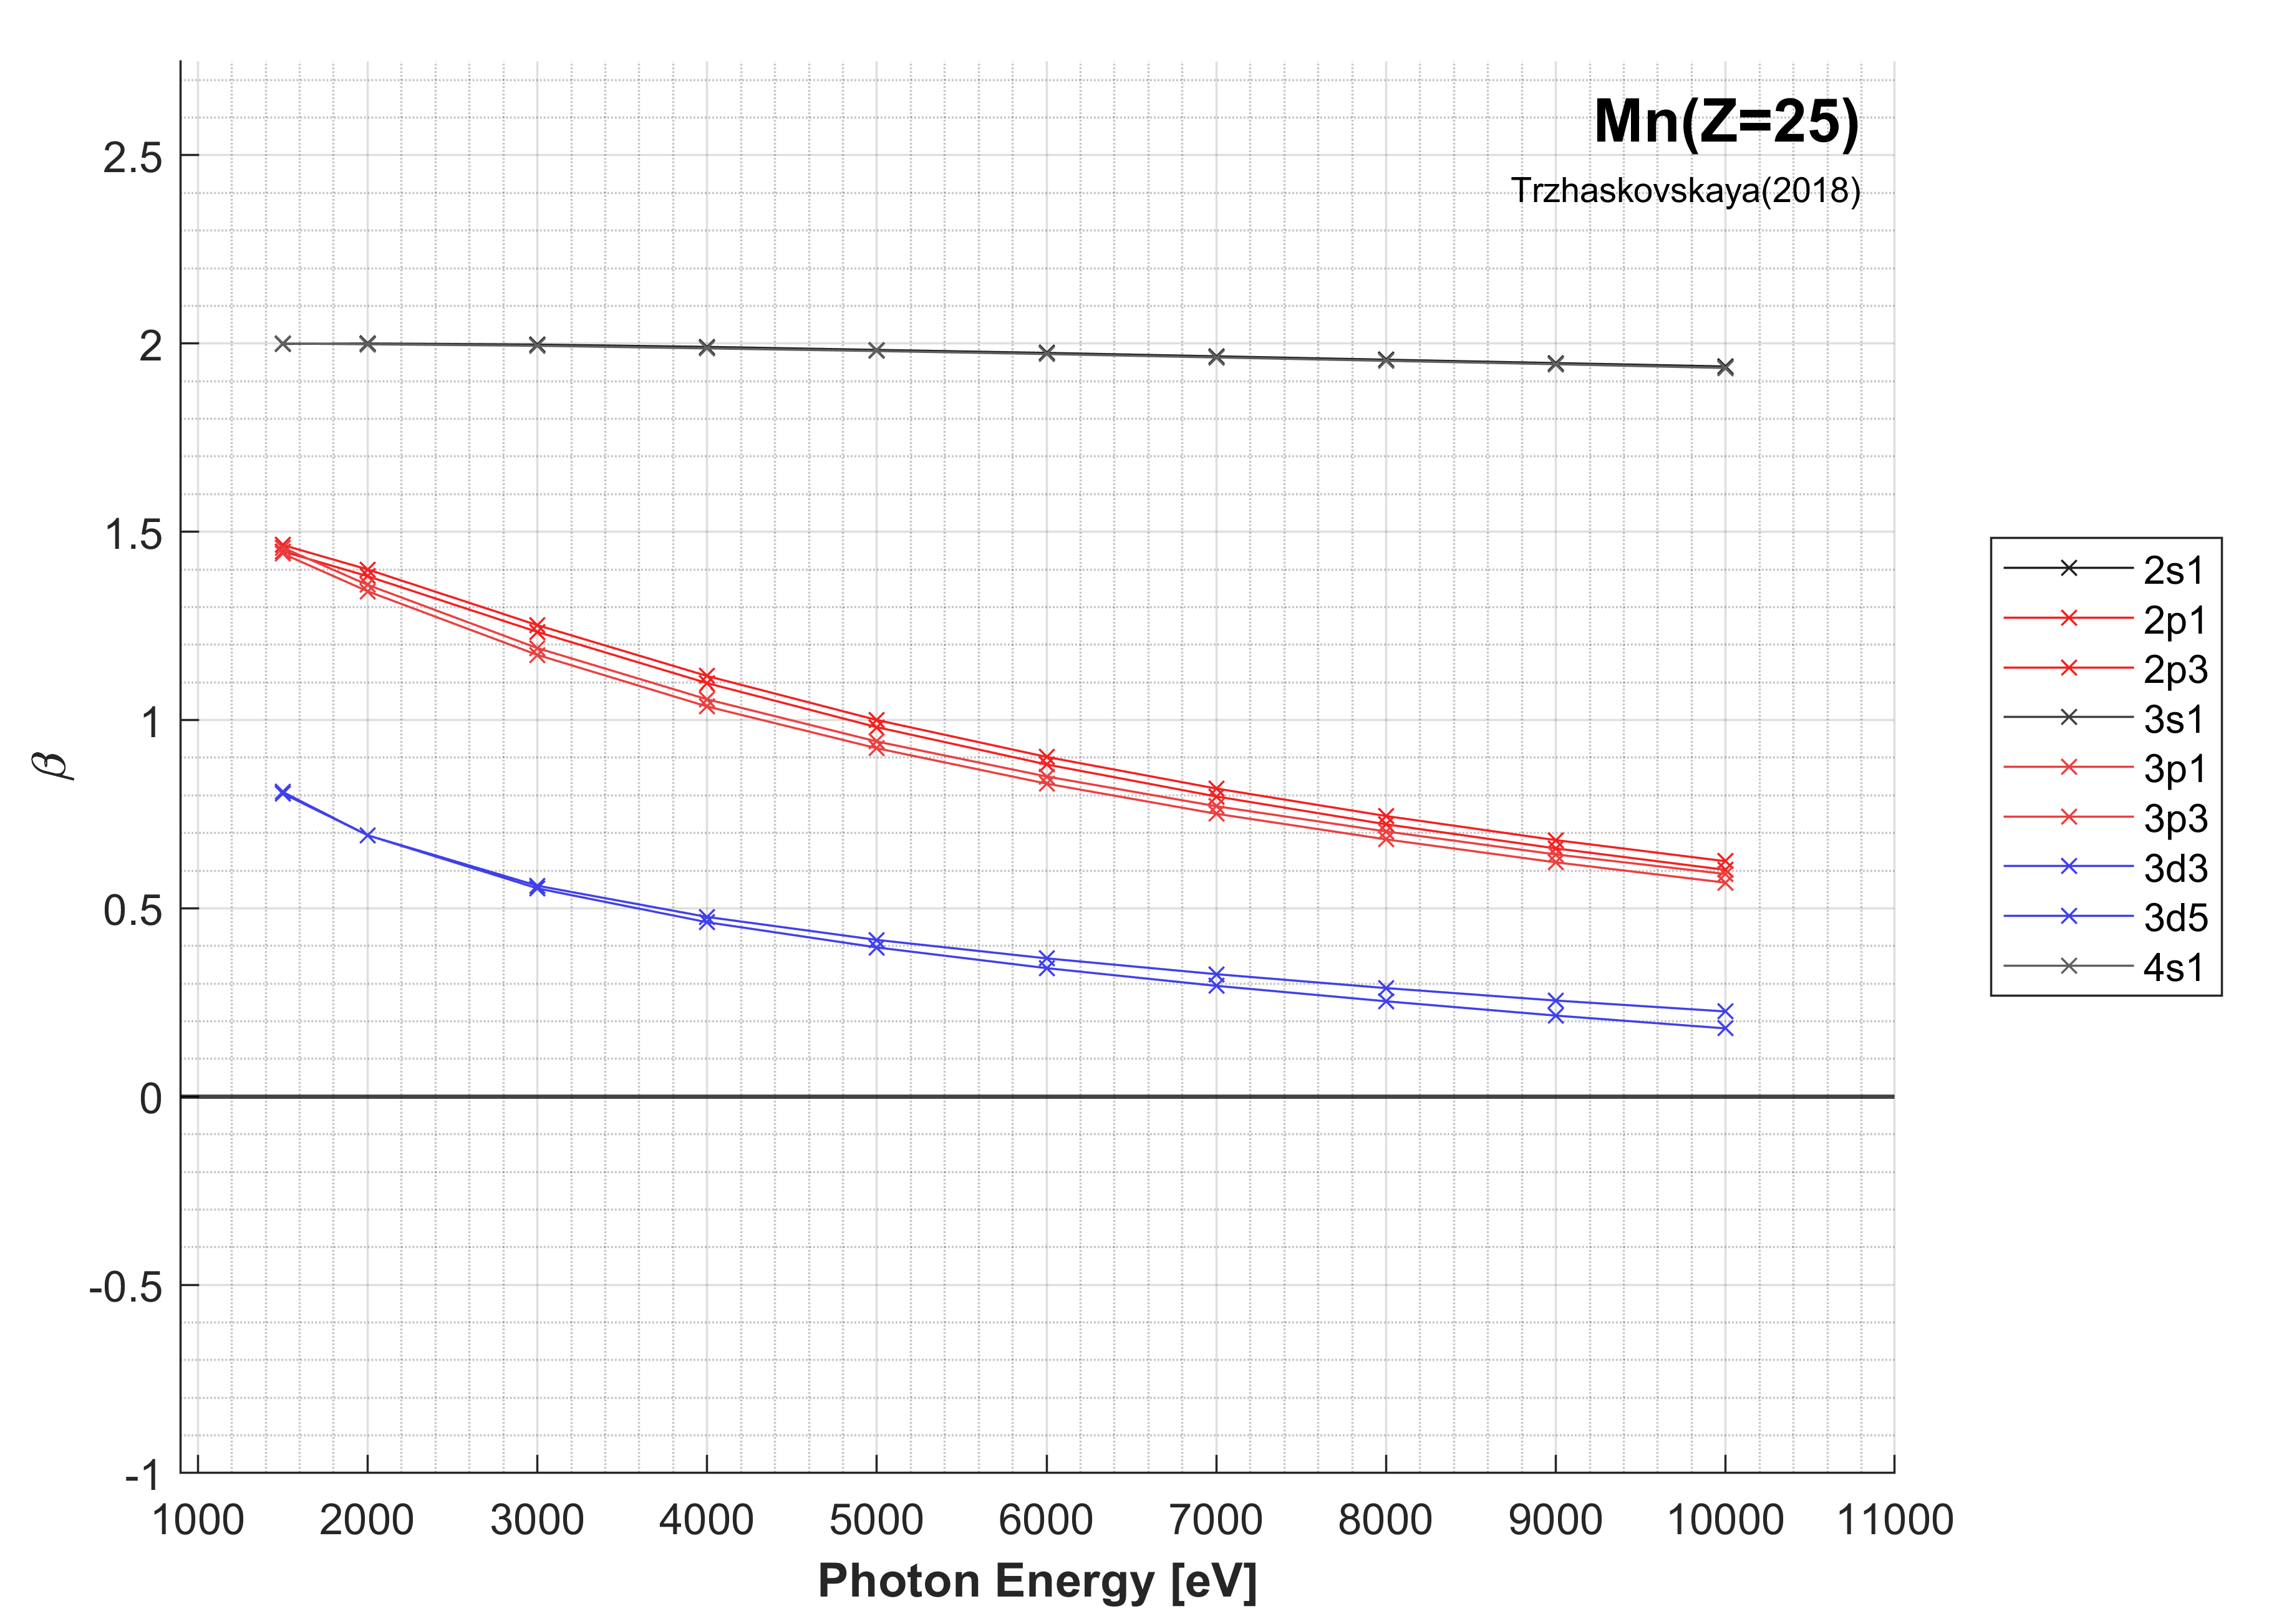 Mn(Z=25)
Trzhaskovskaya(2018)
2.5
2
1.5
1
0.5
0
-0.5
-1
β
1000 2000 3000 4000 5000 6000 7000 8000 9000 10000 11000
Photon Energy [eV]
2s1
2p1
2p3
3s1
3p1
3p3
3d3
3d5
4s1